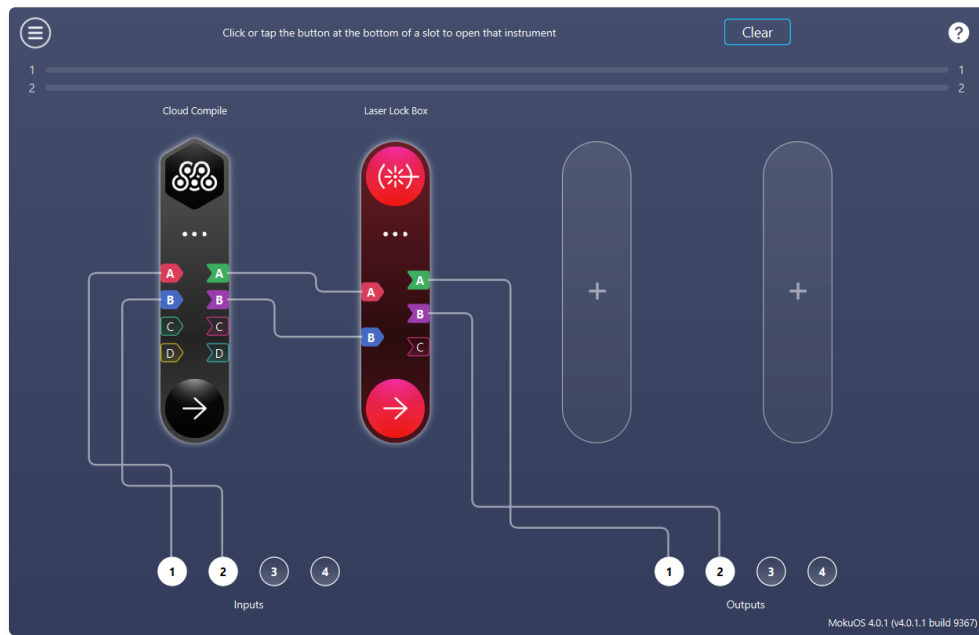 Click or tap the button at the bottom of a slot to open that instrument
Clear
?
1
1
2
2
Cloud Compile
Laser Lock Box
A
A
B
B
C
C
D
D
A
A
B
B
C
1
2
3
4
Inputs
1
2
3
4
Outputs
MokuOS 4.0.1 (v4.0.1.1 build 9367)